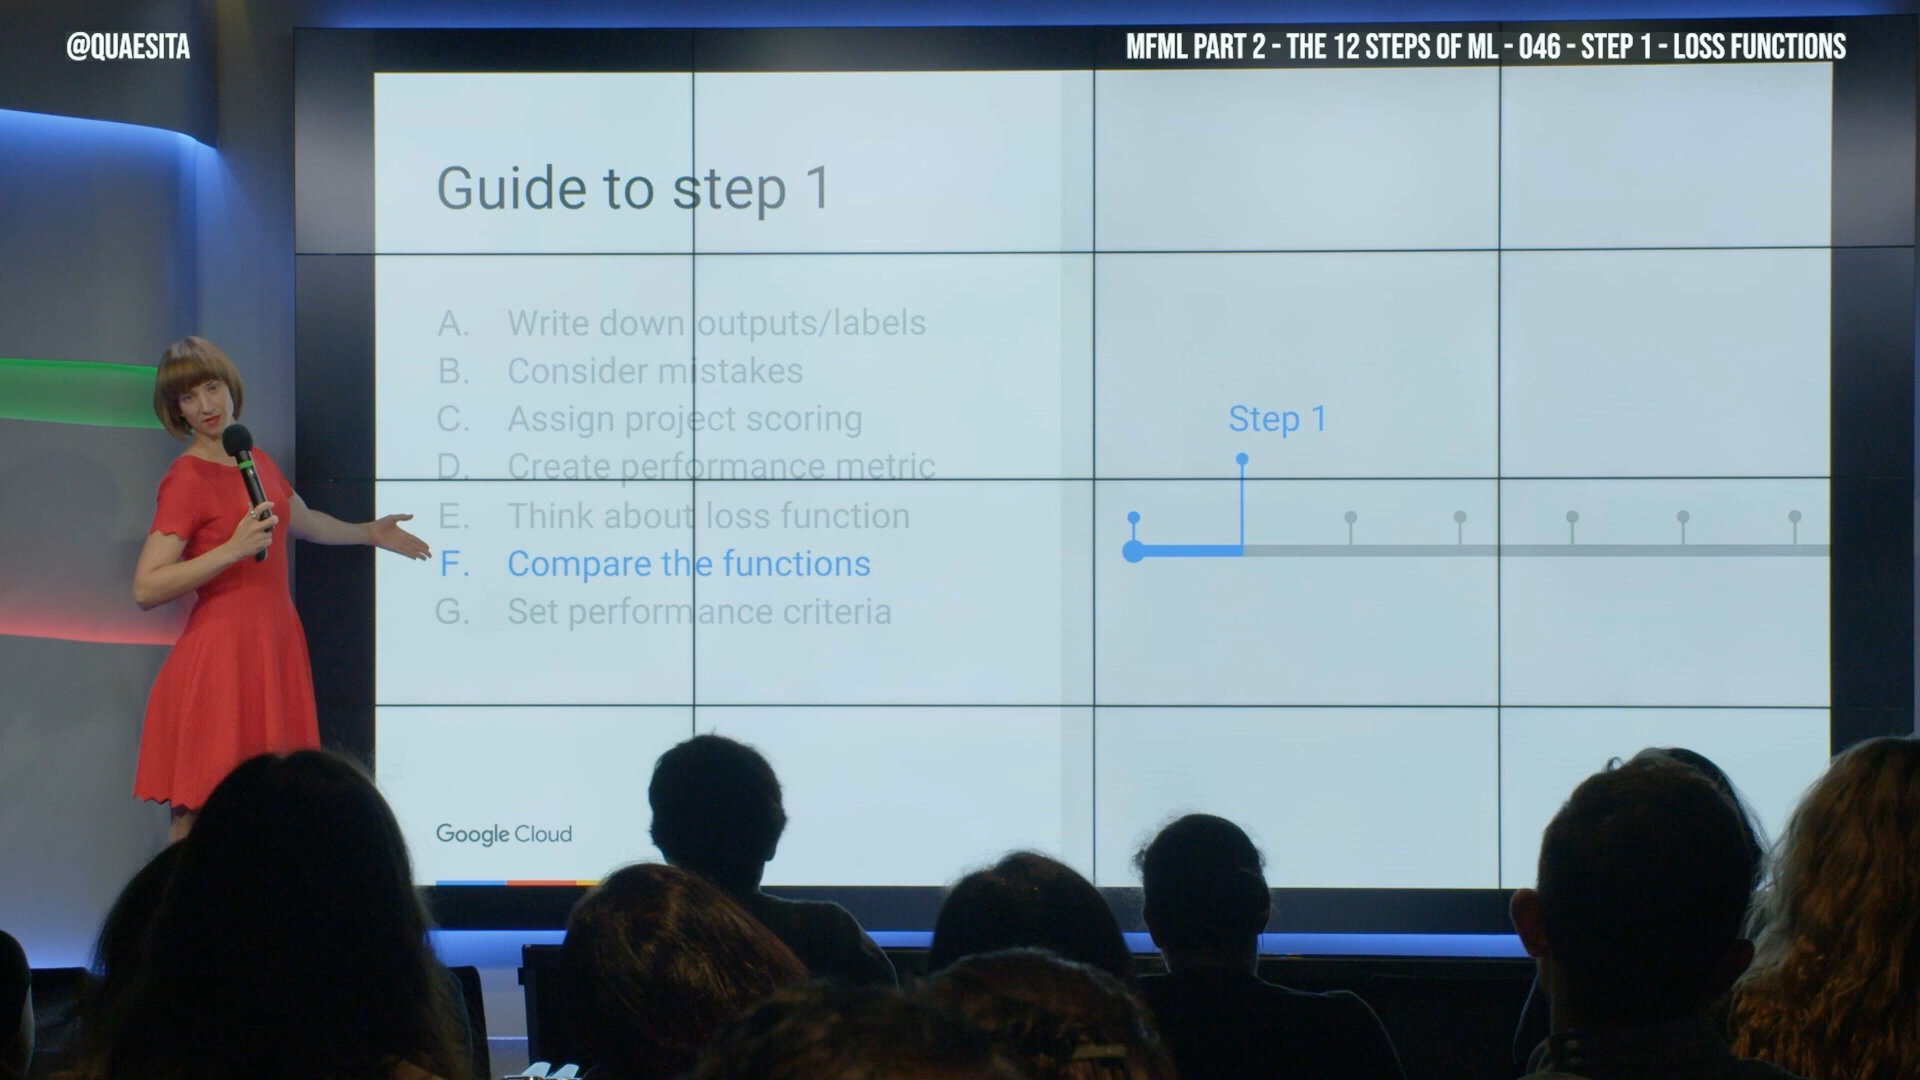 @QUAESITA
MFML PART 2 - THE 12 STEPS OF ML - 046 - STEP 1 - LOSS FUNCTIONS
Guide to step 1
A. Write down outputs/labels
B. Consider mistakes
C. Assign project scoring
D. Create performance metric
E. Think about loss function
F. Compare the functions
G. Set performance criteria
Step 1
Google Cloud